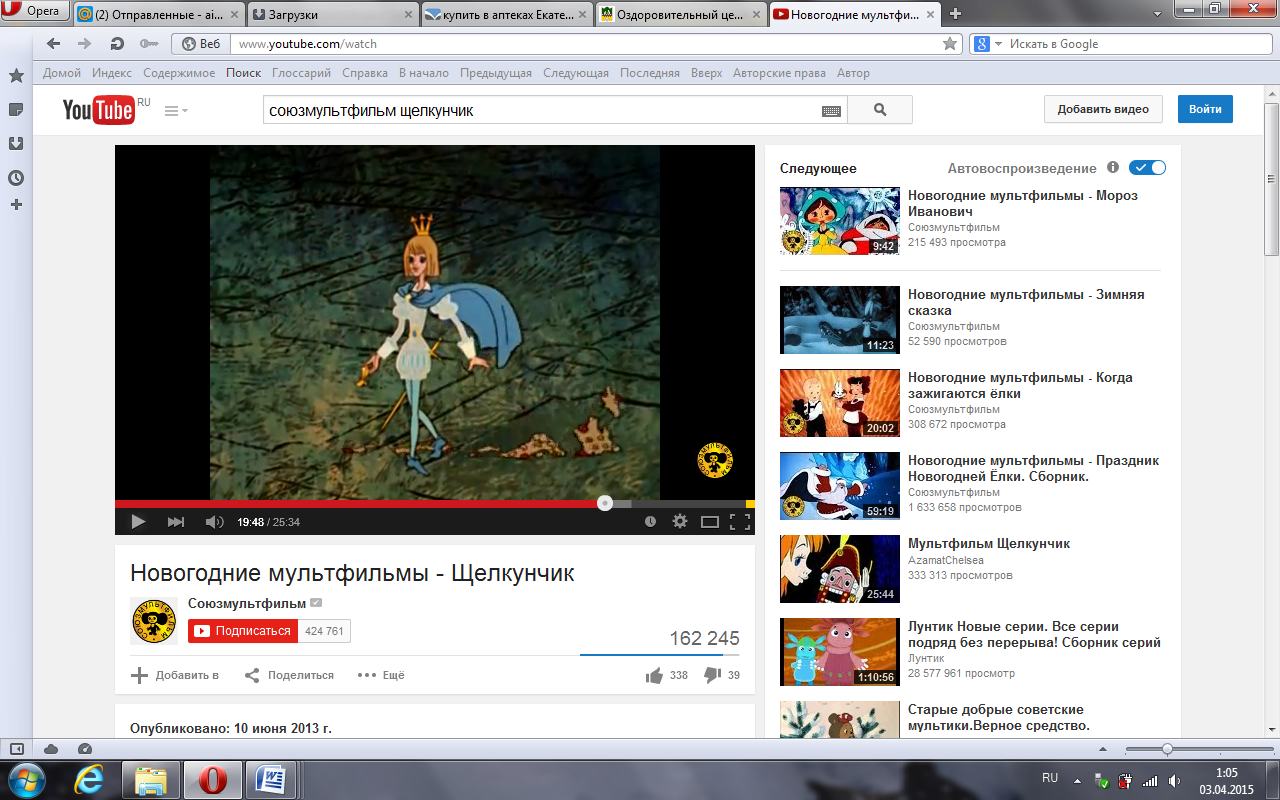 Opera
(2) Отправленные - ai...
Загрузки
купить в аптеках Екате...
Оздоровительный це...
Новогодние мультфи...
Веб
www.youtube.com/watch
Искать в Google
Домой Индекс Содержимое Поиск Глоссарий Справка В начало Предыдущая Следующая Последняя Вверх Авторские права Автор
YouTube RU
союзмультфильм щелкунчик
Добавить видео
Войти
СОЮЗМУЛЬТФИЛЬМ
19:48 / 25:34
Новогодние мультфильмы - Щелкунчик
СОЮЗМУЛЬТФИЛЬМ
Союзмультфильм
Подписаться 424 761
162 245
Добавить в Поделиться Ещё
338 39
Опубликовано: 10 июня 2013 г.
Следующее
Автовоспроизведение
9:42
Новогодние мультфильмы - Мороз
Иванович
Союзмультфильм
215 493 просмотра
11:23
Новогодние мультфильмы - Зимняя
сказка
Союзмультфильм
52 590 просмотров
20:02
Новогодние мультфильмы - Когда
зажигаются ёлки
Союзмультфильм
308 672 просмотра
59:19
Новогодние мультфильмы - Праздник
Новогодней Ёлки. Сборник.
Союзмультфильм
1 633 658 просмотров
25:44
Мультфильм Щелкунчик
AzamatChelsea
333 313 просмотров
1:10:56
Лунтик Новые серии. Все серии
подряд без перерыва! Сборник серий
Лунтик
28 577 961 просмотр
Старые добрые советские
мультики.Верное средство.
RU
1:05
03.04.2015